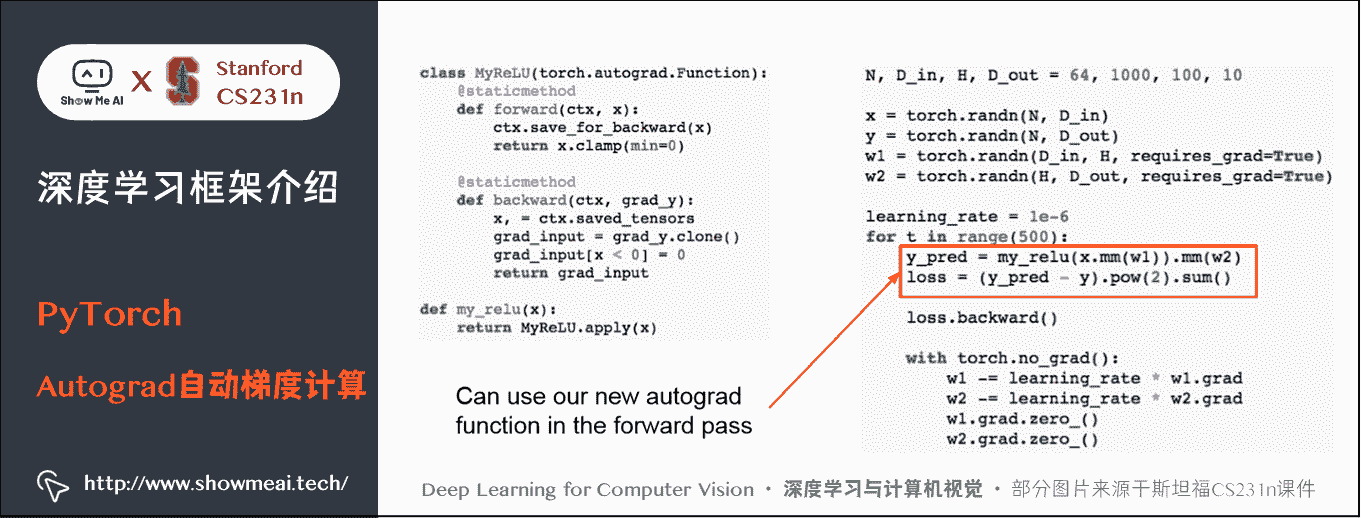 Show Me AI
X
Stanford
CS231n
深度学习框架介绍
PyTorch
Autograd自动梯度计算
http://www.showmeai.tech/
class MyReLU(torch.autograd.Function):
    @staticmethod
    def forward(ctx, x):
        ctx.save_for_backward(x)
        return x.clamp(min=0)

    @staticmethod
    def backward(ctx, grad_y):
        x, = ctx.saved_tensors
        grad_input = grad_y.clone()
        grad_input[x < 0] = 0
        return grad_input

def my_relu(x):
    return MyReLU.apply(x)
Can use our new autograd
function in the forward pass
N, D_in, H, D_out = 64, 1000, 100, 10

x = torch.randn(N, D_in)
y = torch.randn(N, D_out)
w1 = torch.randn(D_in, H, requires_grad=True)
w2 = torch.randn(H, D_out, requires_grad=True)

learning_rate = 1e-6
for t in range(500):
    y_pred = my_relu(x.mm(w1)).mm(w2)
    loss = (y_pred - y).pow(2).sum()

    loss.backward()

    with torch.no_grad():
        w1 -= learning_rate * w1.grad
        w2 -= learning_rate * w2.grad
        w1.grad.zero_()
        w2.grad.zero_()
Deep Learning for Computer Vision · 深度学习与计算机视觉 · 部分图片来源于斯坦福CS231n课件